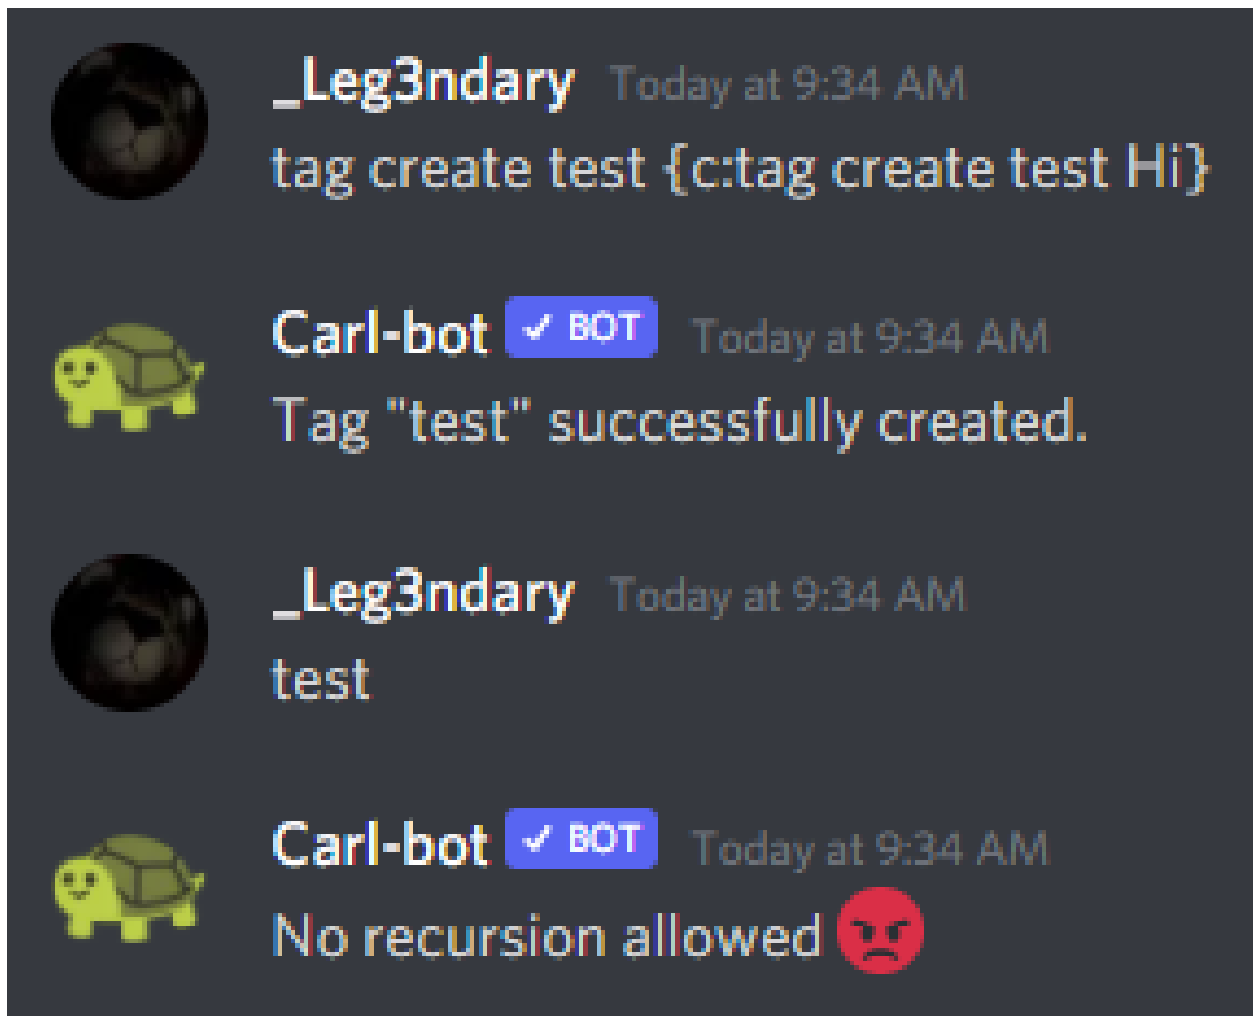 _Leg3ndary Today at 9:34 AM
tag create test {c:tag create test Hi}
Carl-bot ✓ BOT Today at 9:34 AM
Tag "test" successfully created.
_Leg3ndary Today at 9:34 AM
test
Carl-bot ✓ BOT Today at 9:34 AM
No recursion allowed 😡